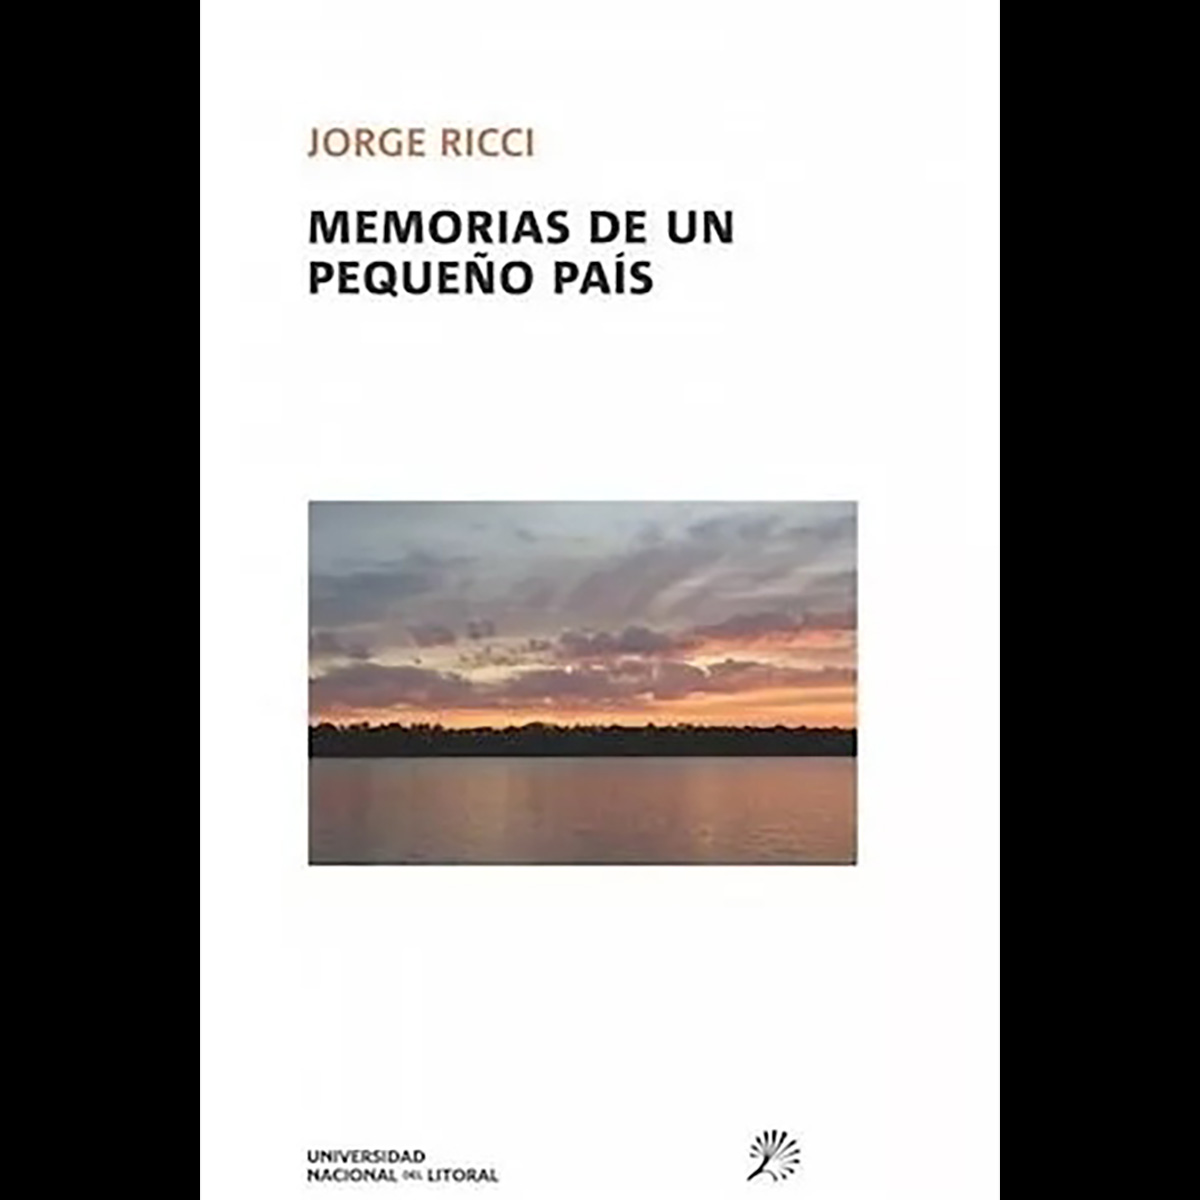 JORGE RICCI
MEMORIAS DE UN
PEQUEÑO PAÍS
UNIVERSIDAD
NACIONAL DEL LITORAL